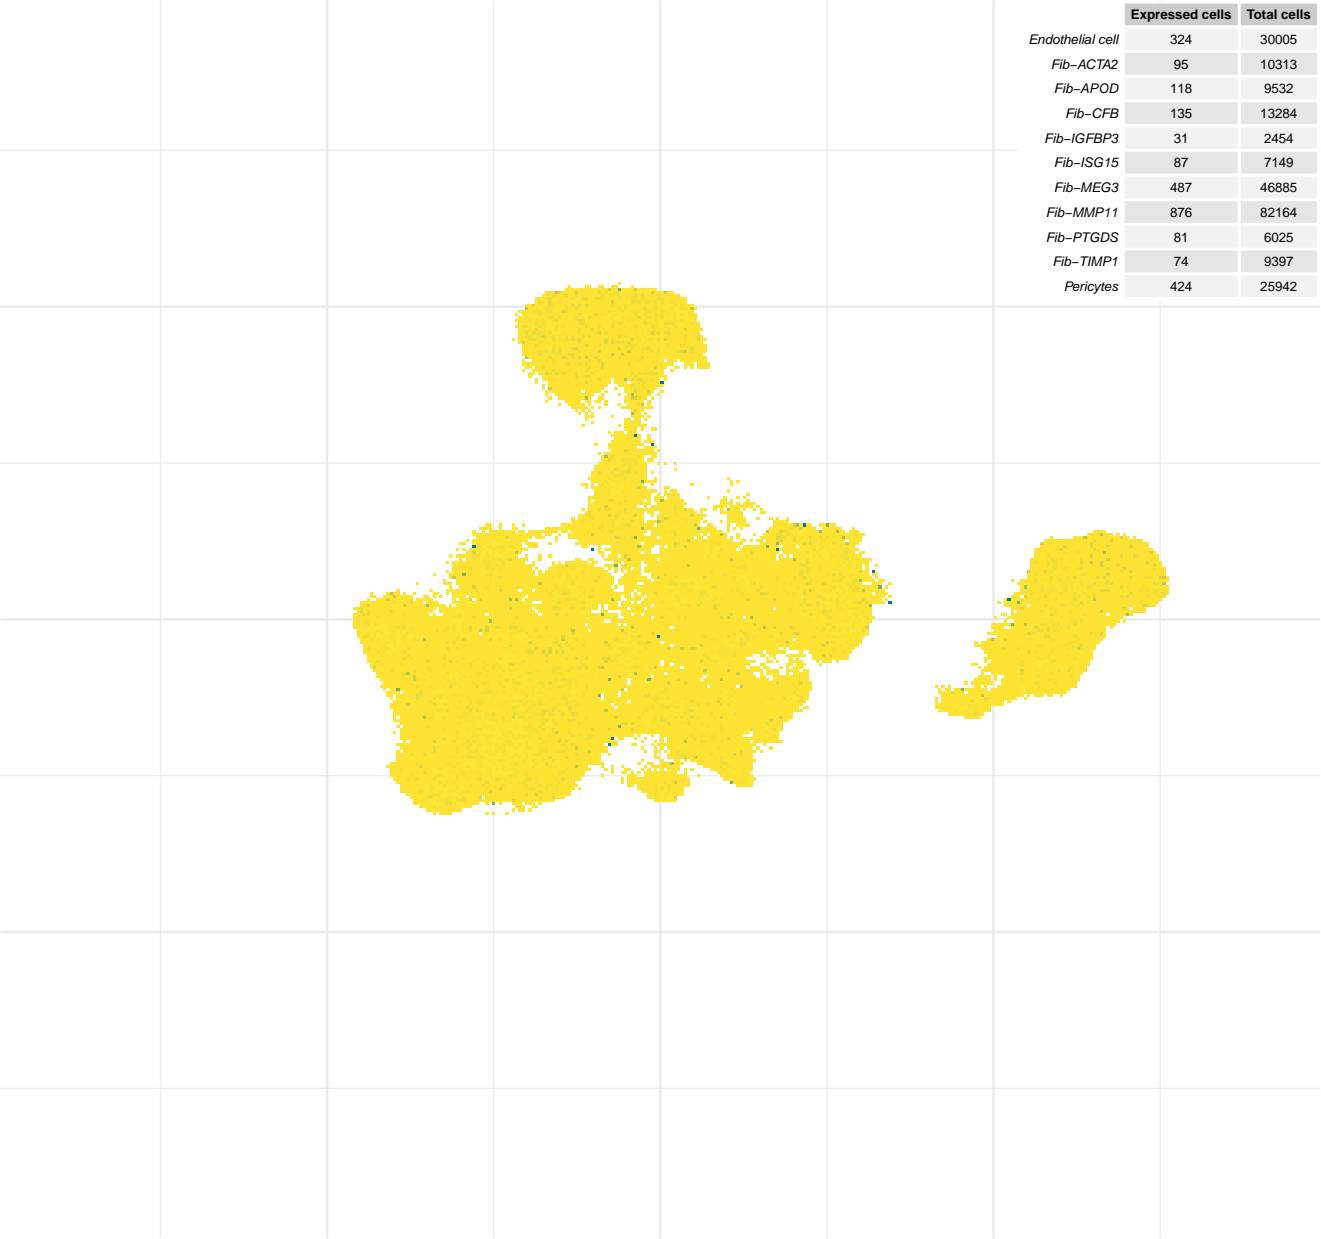 Expressed cells Total cells
Endothelial cell 324 30005
Fib−ACTA2 95 10313
Fib−APOD 118 9532
Fib−CFB 135 13284
Fib−IGFBP3 31 2454
Fib−ISG15 87 7149
Fib−MEG3 487 46885
Fib−MMP11 876 82164
Fib−PTGDS 81 6025
Fib−TIMP1 74 9397
Pericytes 424 25942